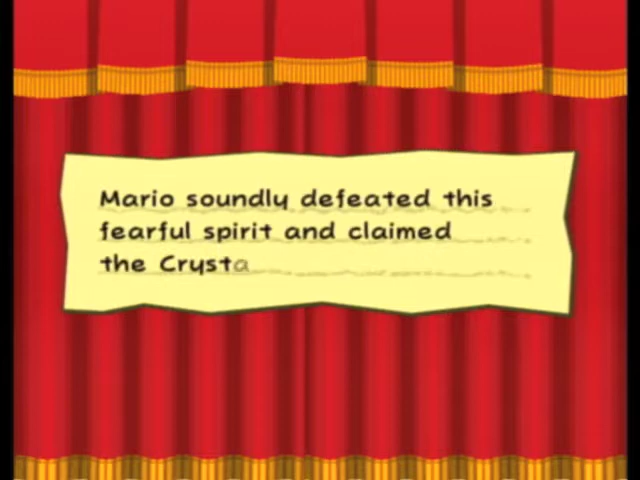 Mario soundly defeated this
fearful spirit and claimed
the Crysta